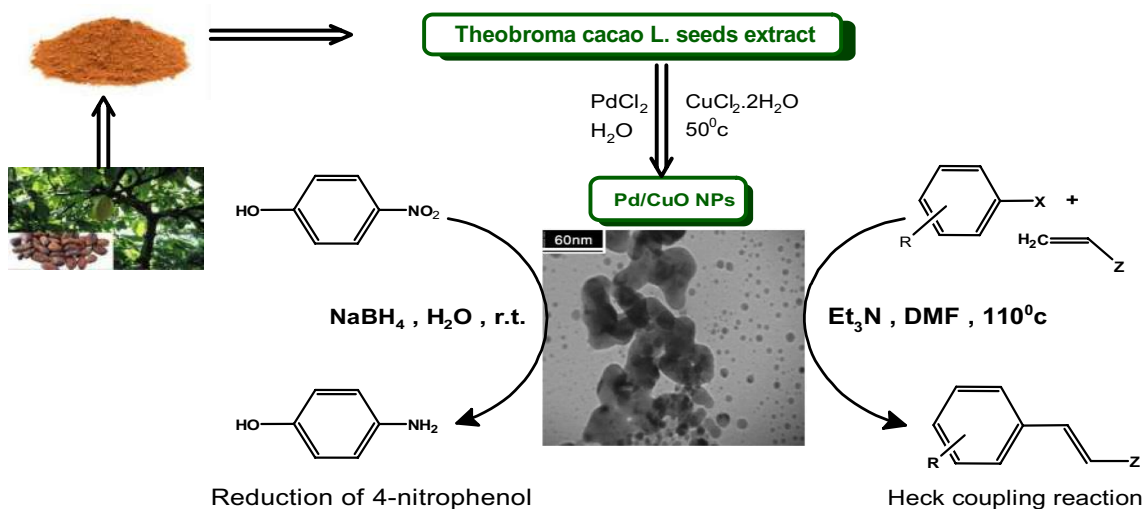 Theobroma cacao L. seeds extract
PdCl₂ CuCl₂.2H₂O
H₂O 50⁰c
Pd/CuO NPs
HO NO₂
60nm
R X +
H₂C Z
NaBH₄ , H₂O , r.t.
Et₃N , DMF , 110⁰c
HO NH₂
R Z
Reduction of 4-nitrophenol
Heck coupling reaction